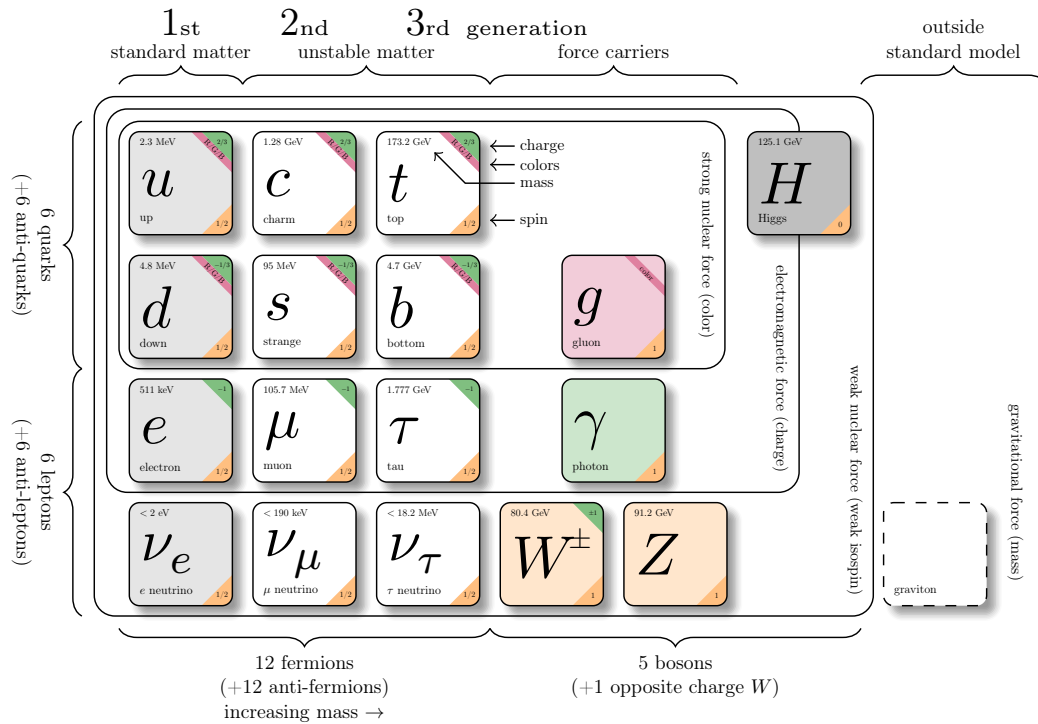 1st 2nd 3rd generation
standard matter unstable matter force carriers
outside
standard model
2.3 MeV
2/3
R/G/B
u
up
1/2
1.28 GeV
2/3
R/G/B
c
charm
1/2
173.2 GeV
2/3
R/G/B
t
top
1/2
charge
colors
mass
spin
strong nuclear force (color)
125.1 GeV
H
Higgs
0
6 quarks
(+6 anti-quarks)
4.8 MeV
−1/3
R/G/B
d
down
1/2
95 MeV
−1/3
R/G/B
s
strange
1/2
4.7 GeV
−1/3
R/G/B
b
bottom
1/2
color
g
gluon
1
electromagnetic force (charge)
511 keV
−1
e
electron
1/2
105.7 MeV
−1
μ
muon
1/2
1.777 GeV
−1
τ
tau
1/2
γ
photon
1
weak nuclear force (weak isospin)
gravitational force (mass)
6 leptons
(+6 anti-leptons)
< 2 eV
νe
e neutrino
1/2
< 190 keV
νμ
μ neutrino
1/2
< 18.2 MeV
ντ
τ neutrino
1/2
80.4 GeV
±1
W±
1
91.2 GeV
Z
1
graviton
12 fermions
(+12 anti-fermions)
increasing mass →
5 bosons
(+1 opposite charge W)